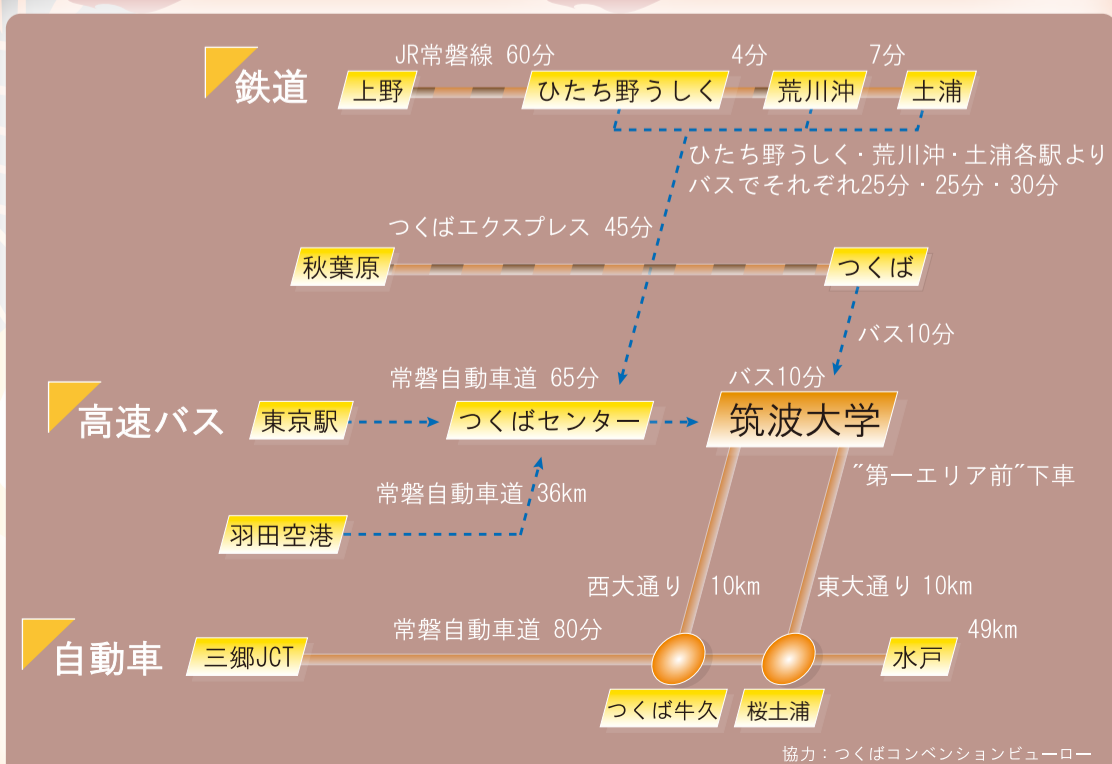 鉄道
JR常磐線 60分
4分
7分
上野
ひたち野うしく
荒川沖
土浦
ひたち野うしく・荒川沖・土浦各駅より
バスでそれぞれ25分・25分・30分
つくばエクスプレス 45分
秋葉原
つくば
バス10分
高速バス
常磐自動車道 65分
バス10分
東京駅
つくばセンター
筑波大学
"第一エリア前"下車
常磐自動車道 36km
羽田空港
西大通り 10km
東大通り 10km
自動車
常磐自動車道 80分
49km
三郷JCT
水戸
つくば牛久
桜土浦
協力：つくばコンベンションビューロー